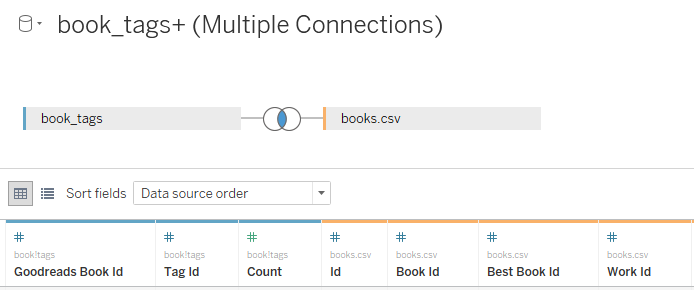 book_tags+ (Multiple Connections)
book_tags books.csv
Sort fields Data source order
# # # # # # #
book!tags book!tags book!tags books.csv books.csv books.csv books.csv
Goodreads Book Id Tag Id Count Id Book Id Best Book Id Work Id